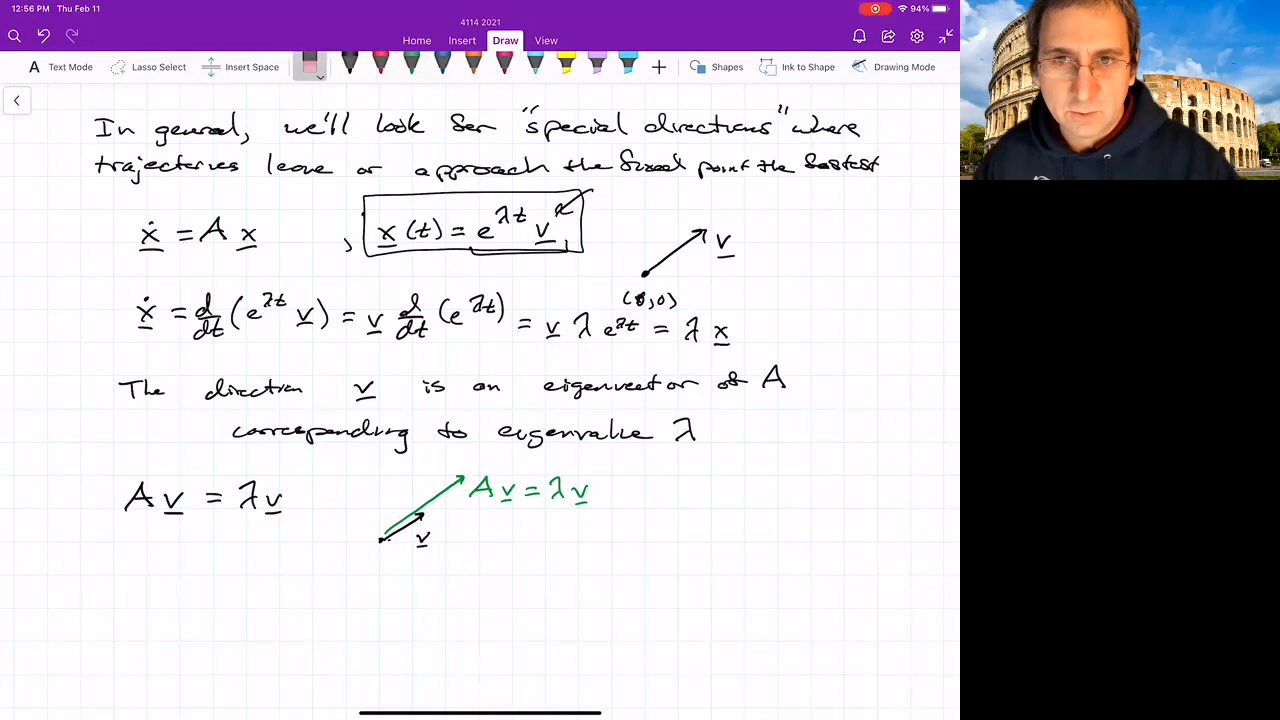 12:56 PM Thu Feb 11
94%
4114 2021
Home Insert Draw View
Text Mode Lasso Select Insert Space Shapes Ink to Shape Drawing Mode
In general, we'll look for "special directions" where
trajectories leave or approach the fixed point the fastest
ẋ = A x , x(t) = e^{λt} v
v
(0,0)
ẋ = d/dt (e^{λt} v) = v d/dt (e^{λt}) = v λ e^{λt} = λ x
The direction v is an eigenvector of A
corresponding to eigenvalue λ
A v = λ v
A v = λ v
v